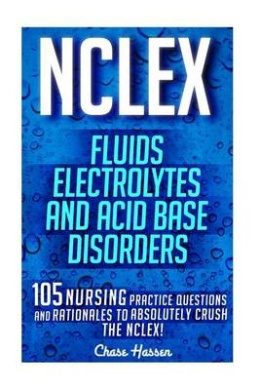 NCLEX
FLUIDS
ELECTROLYTES
AND ACID BASE
DISORDERS
105 NURSING PRACTICE QUESTIONS
AND RATIONALES TO ABSOLUTELY CRUSH
THE NCLEX!
Chase Hassen